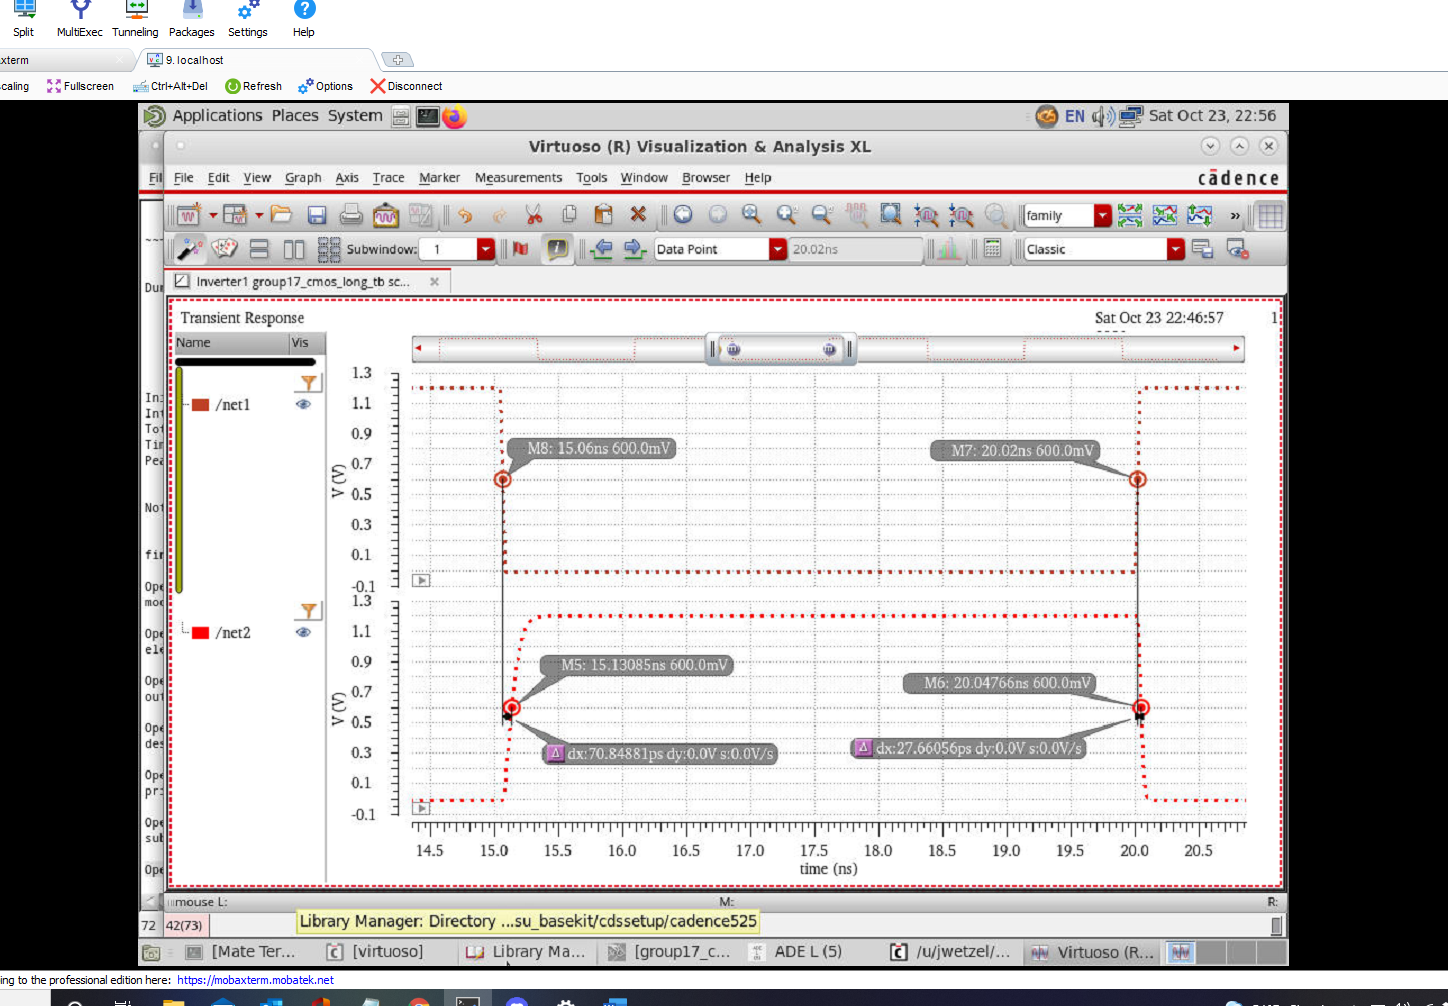 Split MultiExec Tunneling Packages Settings Help
xterm 9. localhost
caling Fullscreen Ctrl+Alt+Del Refresh Options Disconnect
Applications Places System EN Sat Oct 23, 22:56
Virtuoso (R) Visualization & Analysis XL
Fil File Edit View Graph Axis Trace Marker Measurements Tools Window Browser Help cādence
family »
Subwindow: 1 Data Point 20.02ns Classic
Inverter1 group17_cmos_long_tb sc...
Dur
Transient Response Sat Oct 23 22:46:57 1
Name Vis
1.3
/net1
1.1
0.9
M8: 15.06ns 600.0mV M7: 20.02ns 600.0mV
0.7
V (V)
0.5
0.3
0.1
-0.1
In
Int
Tot
Tim
Pea
Not
fin
Ope
mod
1.3
/net2
1.1
0.9
M5: 15.13085ns 600.0mV
M6: 20.04766ns 600.0mV
0.7
V (V)
0.5
0.3
dx:70.84881ps dy:0.0V s:0.0V/s dx:27.66056ps dy:0.0V s:0.0V/s
0.1
-0.1
Ope
ele
Ope
out
Ope
des
Ope
pri
Ope
sub
Ope
14.5 15.0 15.5 16.0 16.5 17.0 17.5 18.0 18.5 19.0 19.5 20.0 20.5
time (ns)
mouse L: M: R:
72 42(73)
Library Manager: Directory ...su_basekit/cdssetup/cadence525
[Mate Ter... [virtuoso] Library Ma... [group17_c... ADE L (5) /u/jwetzel/... Virtuoso (R...
ing to the professional edition here: https://mobaxterm.mobatek.net